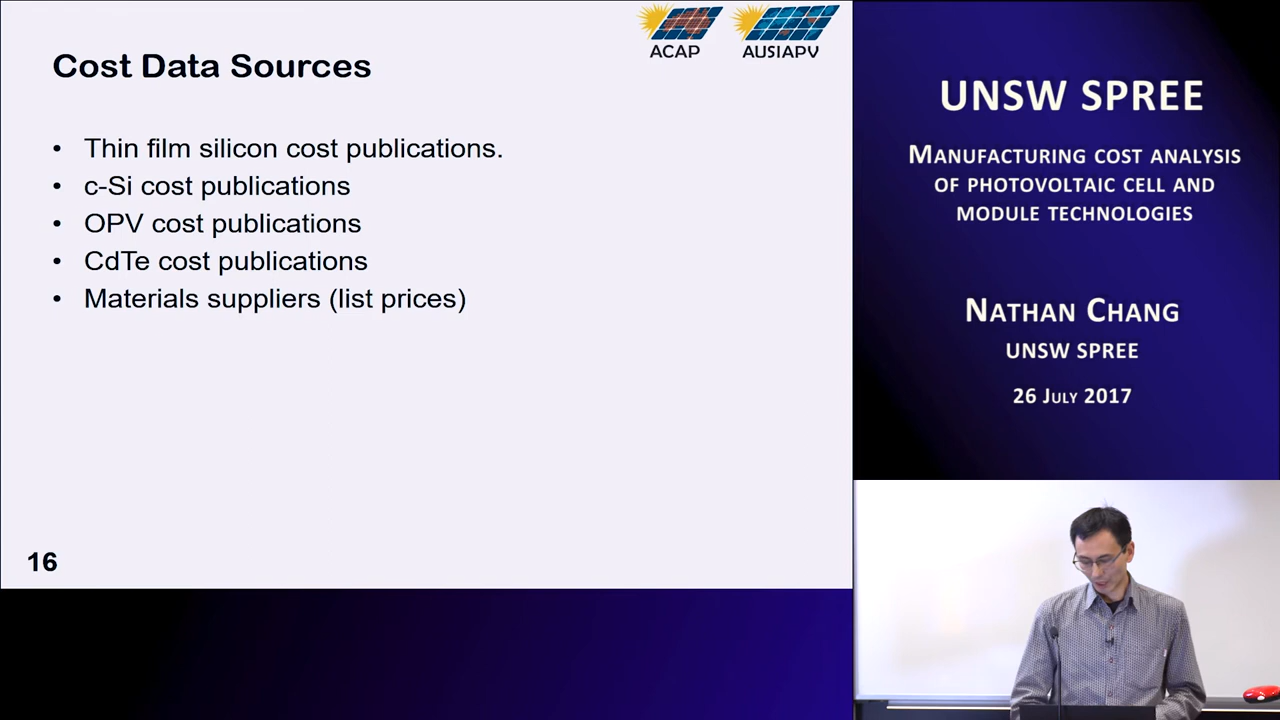 ACAP
AUSIAPV
Cost Data Sources
• Thin film silicon cost publications.
• c-Si cost publications
• OPV cost publications
• CdTe cost publications
• Materials suppliers (list prices)
16
UNSW SPREE
MANUFACTURING COST ANALYSIS
OF PHOTOVOLTAIC CELL AND
MODULE TECHNOLOGIES
NATHAN CHANG
UNSW SPREE
26 JULY 2017